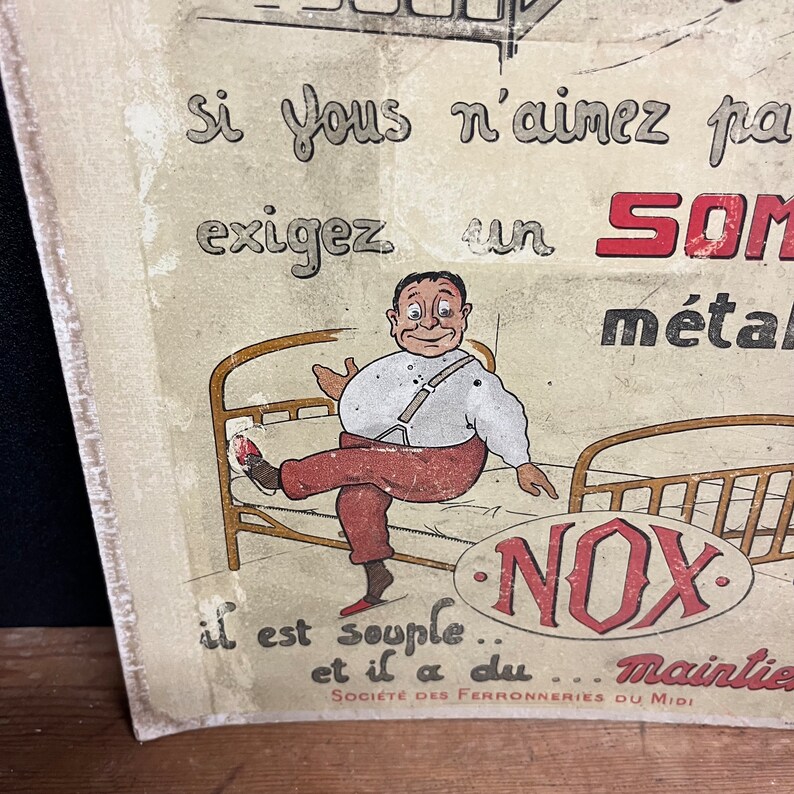 si vous n'aimez pa
exigez un SOM
métal
·NOX·
il est souple..
et il a du ... maintien
SOCIÉTÉ DES FERRONNERIES DU MIDI